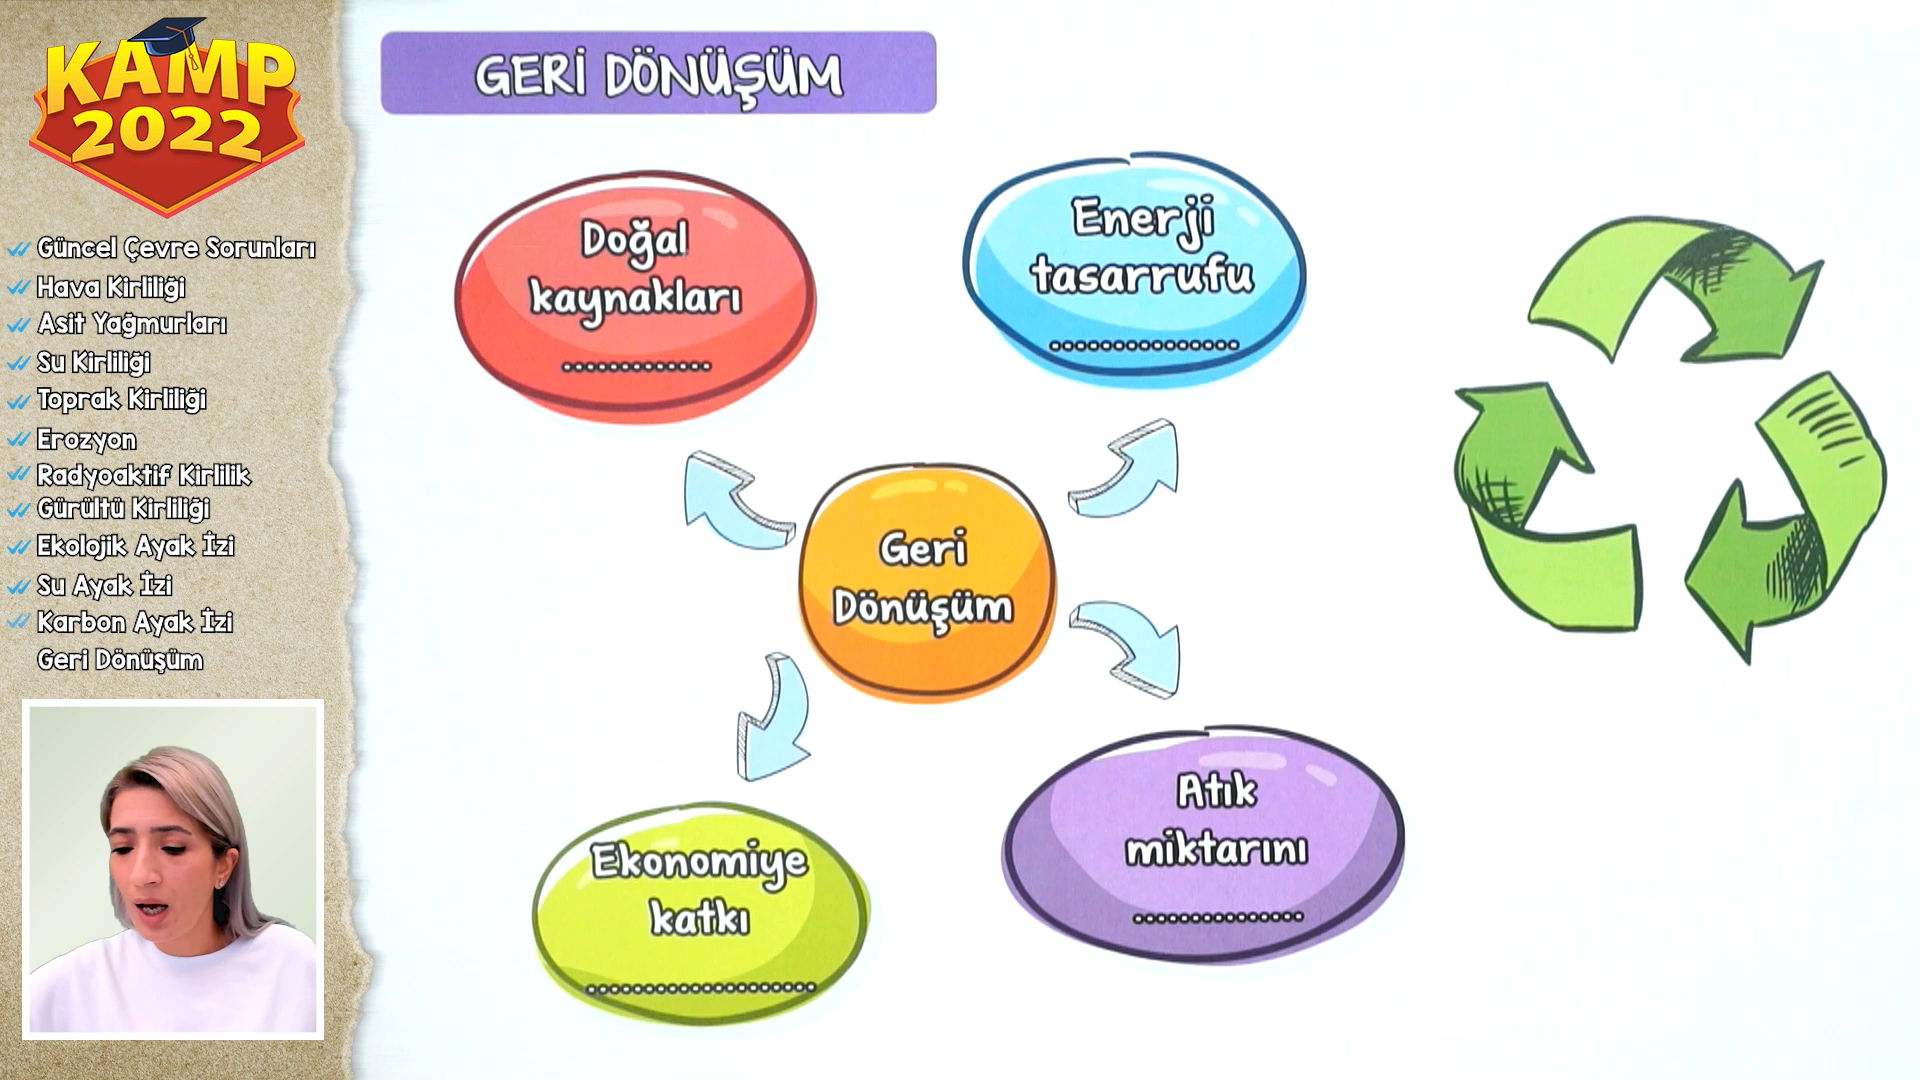 KAMP
2022
Güncel Çevre Sorunları
Hava Kirliliği
Asit Yağmurları
Su Kirliliği
Toprak Kirliliği
Erozyon
Radyoaktif Kirlilik
Gürültü Kirliliği
Ekolojik Ayak İzi
Su Ayak İzi
Karbon Ayak İzi
Geri Dönüşüm
GERİ DÖNÜŞÜM
Doğal
kaynakları
.............
Enerji
tasarrufu
...............
Geri
Dönüşüm
Ekonomiye
katkı
....................
Atık
miktarını
...............